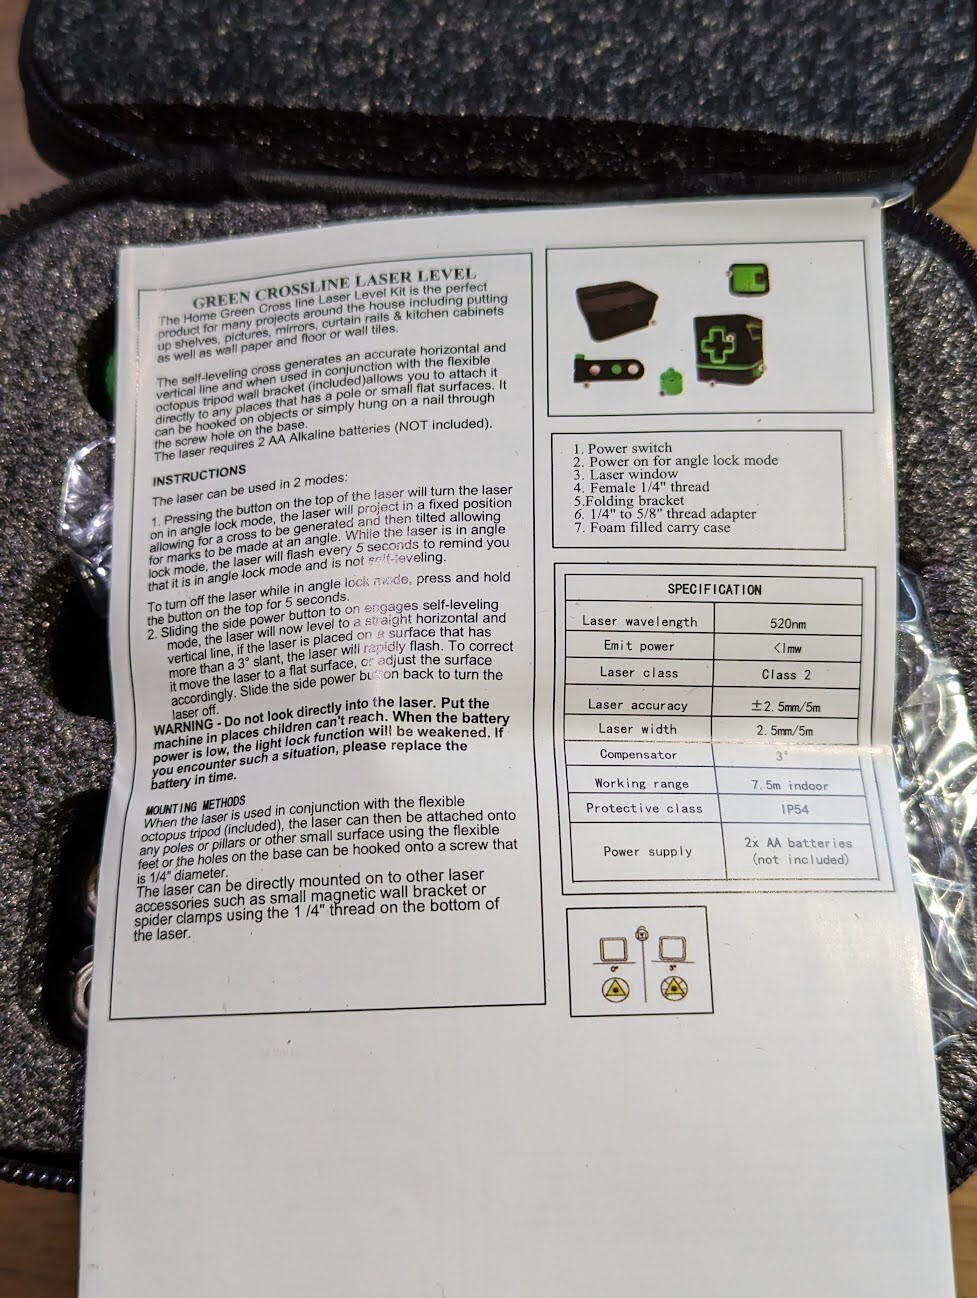 GREEN CROSSLINE LASER LEVEL
The Home Green Cross line Laser Level Kit is the perfect
product for many projects around the house including putting
up shelves, pictures, mirrors, curtain rails & kitchen cabinets
as well as wall paper and floor or wall tiles.
The self-leveling cross generates an accurate horizontal and
vertical line and when used in conjunction with the flexible
octopus tripod wall bracket (included)allows you to attach it
directly to any places that has a pole or small flat surfaces. It
can be hooked on objects or simply hung on a nail through
the screw hole on the base.
The laser requires 2 AA Alkaline batteries (NOT included).
INSTRUCTIONS
The laser can be used in 2 modes:
1. Pressing the button on the top of the laser will turn the laser
on in angle lock mode, the laser will project in a fixed position
allowing for a cross to be generated and then tilted allowing
for marks to be made at an angle. While the laser is in angle
lock mode, the laser will flash every 5 seconds to remind you
that it is in angle lock mode and is not self-leveling.
To turn off the laser while in angle lock mode, press and hold
the button on the top for 5 seconds.
2. Sliding the side power button to on engages self-leveling
mode, the laser will now level to a straight horizontal and
vertical line, if the laser is placed on a surface that has
more than a 3° slant, the laser will rapidly flash. To correct
it move the laser to a flat surface, or adjust the surface
accordingly. Slide the side power button back to turn the
laser off.
WARNING - Do not look directly into the laser. Put the
machine in places children can't reach. When the battery
power is low, the light lock function will be weakened. If
you encounter such a situation, please replace the
battery in time.
MOUNTING METHODS
When the laser is used in conjunction with the flexible
octopus tripod (included), the laser can then be attached onto
any poles or pillars or other small surface using the flexible
feet or the holes on the base can be hooked onto a screw that
is 1/4" diameter.
The laser can be directly mounted on to other laser
accessories such as small magnetic wall bracket or
spider clamps using the 1 /4" thread on the bottom of
the laser.
1. Power switch
2. Power on for angle lock mode
3. Laser window
4. Female 1/4" thread
5.Folding bracket
6. 1/4" to 5/8" thread adapter
7. Foam filled carry case
SPECIFICATION
Laser wavelength 520nm
Emit power <1mw
Laser class Class 2
Laser accuracy ±2.5mm/5m
Laser width 2.5mm/5m
Compensator 3°
Working range 7.5m indoor
Protective class IP54
Power supply 2x AA batteries
(not included)
0° 3°